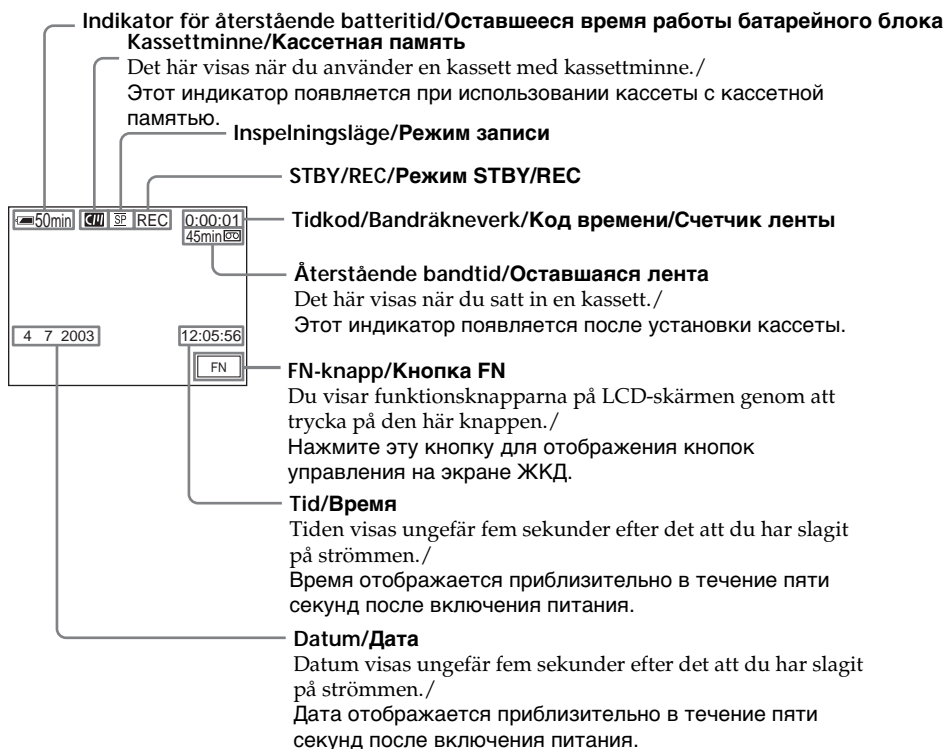 Indikator för återstående batteritid/Оставшееся время работы батарейного блока
Kassettminne/Кассетная память
Det här visas när du använder en kassett med kassettminne./
Этот индикатор появляется при использовании кассеты с кассетной
памятью.
Inspelningsläge/Режим записи
STBY/REC/Режим STBY/REC
50min SP REC 0:00:01
Tidkod/Bandräkneverk/Код времени/Счетчик ленты
45min
Återstående bandtid/Оставшаяся лента
Det här visas när du satt in en kassett./
Этот индикатор появляется после установки кассеты.
4 7 2003 12:05:56
FN
FN-knapp/Кнопка FN
Du visar funktionsknapparna på LCD-skärmen genom att
trycka på den här knappen./
Нажмите эту кнопку для отображения кнопок
управления на экране ЖКД.
Tid/Время
Tiden visas ungefär fem sekunder efter det att du har slagit
på strömmen./
Время отображается приблизительно в течение пяти
секунд после включения питания.
Datum/Дата
Datum visas ungefär fem sekunder efter det att du har slagit
på strömmen./
Дата отображается приблизительно в течение пяти
секунд после включения питания.